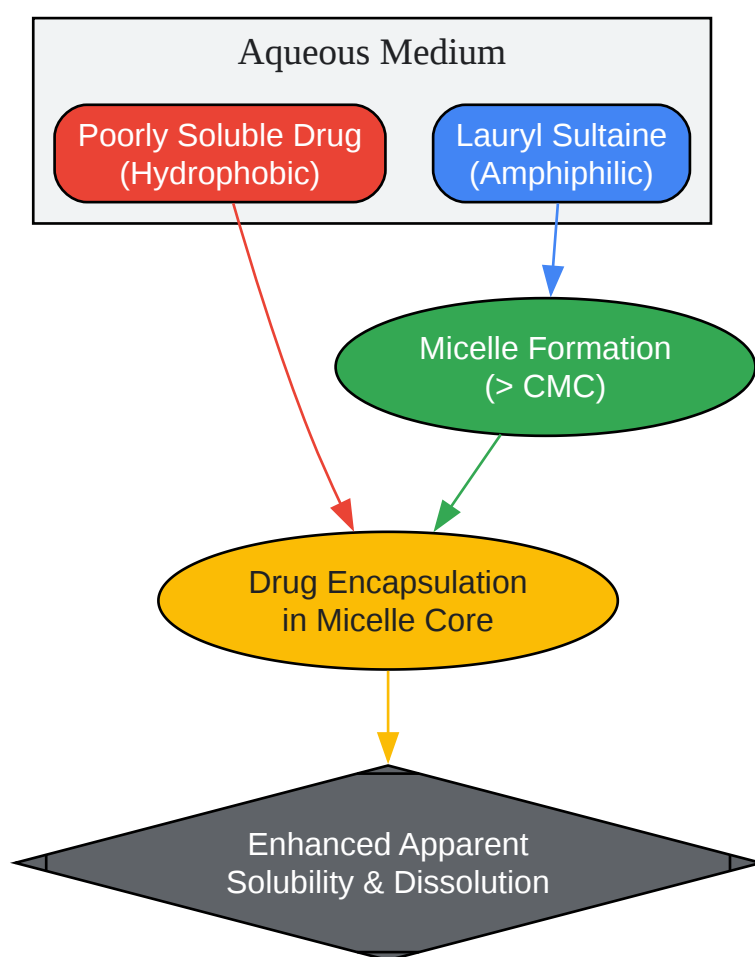 Aqueous Medium
Poorly Soluble Drug
(Hydrophobic)
Lauryl Sultaine
(Amphiphilic)
Micelle Formation
(> CMC)
Drug Encapsulation
in Micelle Core
Enhanced Apparent
Solubility & Dissolution